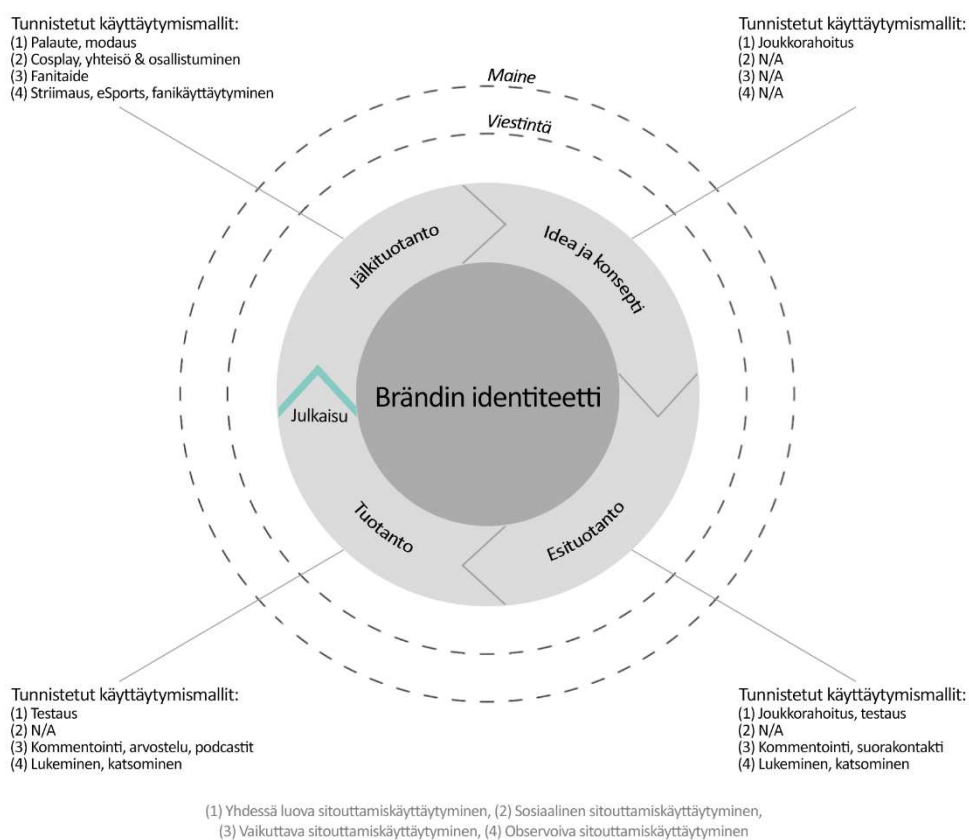 Tunnistetut käyttäytymismallit:
(1) Palaute, modaus
(2) Cosplay, yhteisö & osallistuminen
(3) Fanitaide
(4) Striimaus, eSports, fanikäyttäytyminen
Tunnistetut käyttäytymismallit:
(1) Joukkorahoitus
(2) N/A
(3) N/A
(4) N/A
Maine
Viestintä
Jälkituotanto
Idea ja konsepti
Brändin identiteetti
Julkaisu
Tuotanto
Esituotanto
Tunnistetut käyttäytymismallit:
(1) Testaus
(2) N/A
(3) Kommentointi, arvostelu, podcastit
(4) Lukeminen, katsominen
Tunnistetut käyttäytymismallit:
(1) Joukkorahoitus, testaus
(2) N/A
(3) Kommentointi, suorakontakti
(4) Lukeminen, katsominen
(1) Yhdessä luova sitouttamiskäyttäytyminen, (2) Sosiaalinen sitouttamiskäyttäytyminen,
(3) Vaikuttava sitouttamiskäyttäytyminen, (4) Observoiva sitouttamiskäyttäytyminen